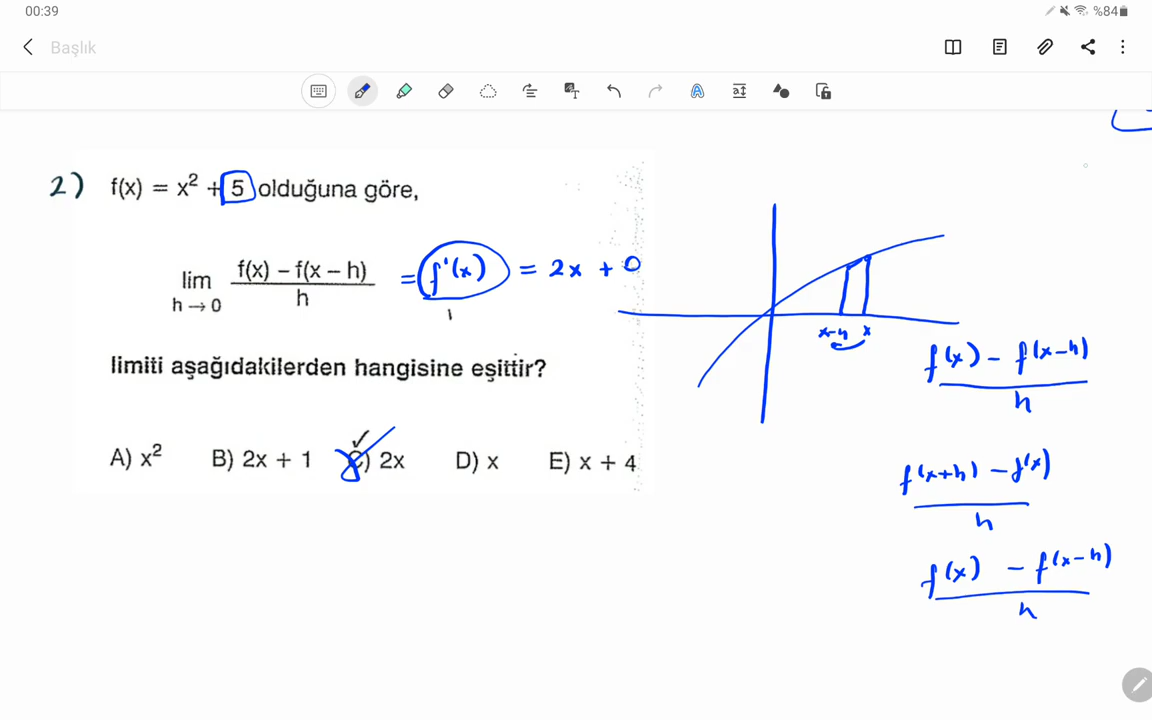 00:39 %84
Başlık
2) f(x) = x² + 5 olduğuna göre,
lim h → 0 f(x) – f(x – h) / h = f'(x) = 2x + 0
limiti aşağıdakilerden hangisine eşittir?
A) x² B) 2x + 1 C) 2x D) x E) x + 4
x-h x
f(x) - f(x-h) / h
f(x+h) - f(x) / h
f(x) - f(x-h) / h